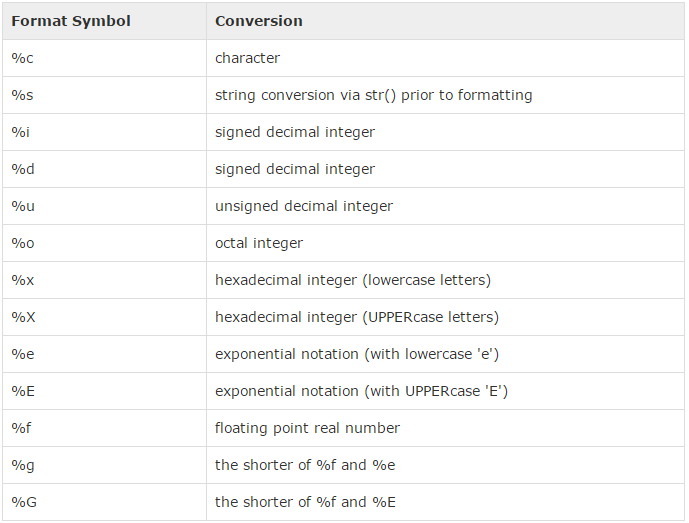 Format Symbol Conversion
%c character
%s string conversion via str() prior to formatting
%i signed decimal integer
%d signed decimal integer
%u unsigned decimal integer
%o octal integer
%x hexadecimal integer (lowercase letters)
%X hexadecimal integer (UPPERcase letters)
%e exponential notation (with lowercase 'e')
%E exponential notation (with UPPERcase 'E')
%f floating point real number
%g the shorter of %f and %e
%G the shorter of %f and %E